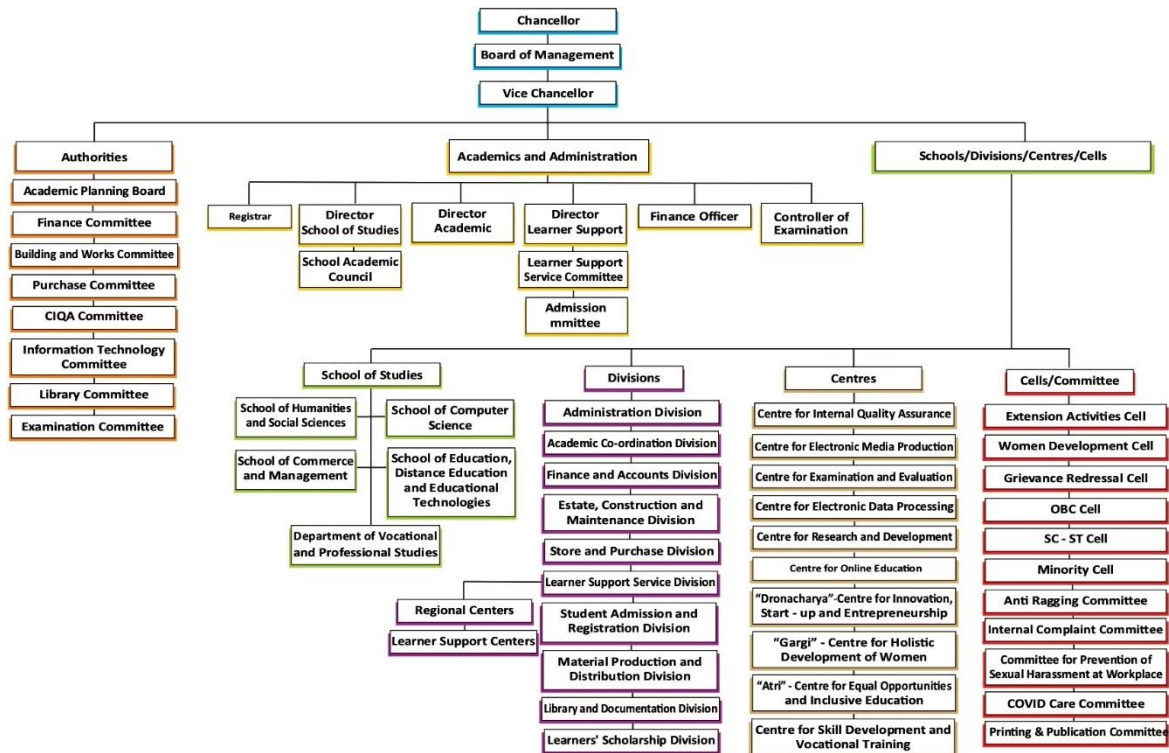 Chancellor
Board of Management
Vice Chancellor
Authorities
Academic Planning Board
Finance Committee
Building and Works Committee
Purchase Committee
CIQA Committee
Information Technology
Committee
Library Committee
Examination Committee
Academics and Administration
Registrar
Director
School of Studies
School Academic
Council
Director
Academic
Director
Learner Support
Learner Support
Service Committee
Admission
mmittee
Finance Officer
Controller of
Examination
Schools/Divisions/Centres/Cells
School of Studies
School of Humanities
and Social Sciences
School of Computer
Science
School of Commerce
and Management
School of Education,
Distance Education
and Educational
Technologies
Department of Vocational
and Professional Studies
Divisions
Administration Division
Academic Co-ordination Division
Finance and Accounts Division
Estate, Construction and
Maintenance Division
Store and Purchase Division
Learner Support Service Division
Regional Centers
Learner Support Centers
Student Admission and
Registration Division
Material Production and
Distribution Division
Library and Documentation Division
Learners' Scholarship Division
Centres
Centre for Internal Quality Assurance
Centre for Electronic Media Production
Centre for Examination and Evaluation
Centre for Electronic Data Processing
Centre for Research and Development
Centre for Online Education
“Dronacharya”-Centre for Innovation,
Start - up and Entrepreneurship
“Gargi” - Centre for Holistic
Development of Women
“Atri” - Centre for Equal Opportunities
and Inclusive Education
Centre for Skill Development and
Vocational Training
Cells/Committee
Extension Activities Cell
Women Development Cell
Grievance Redressal Cell
OBC Cell
SC - ST Cell
Minority Cell
Anti Ragging Committee
Internal Complaint Committee
Committee for Prevention of
Sexual Harassment at Workplace
COVID Care Committee
Printing & Publication Committee